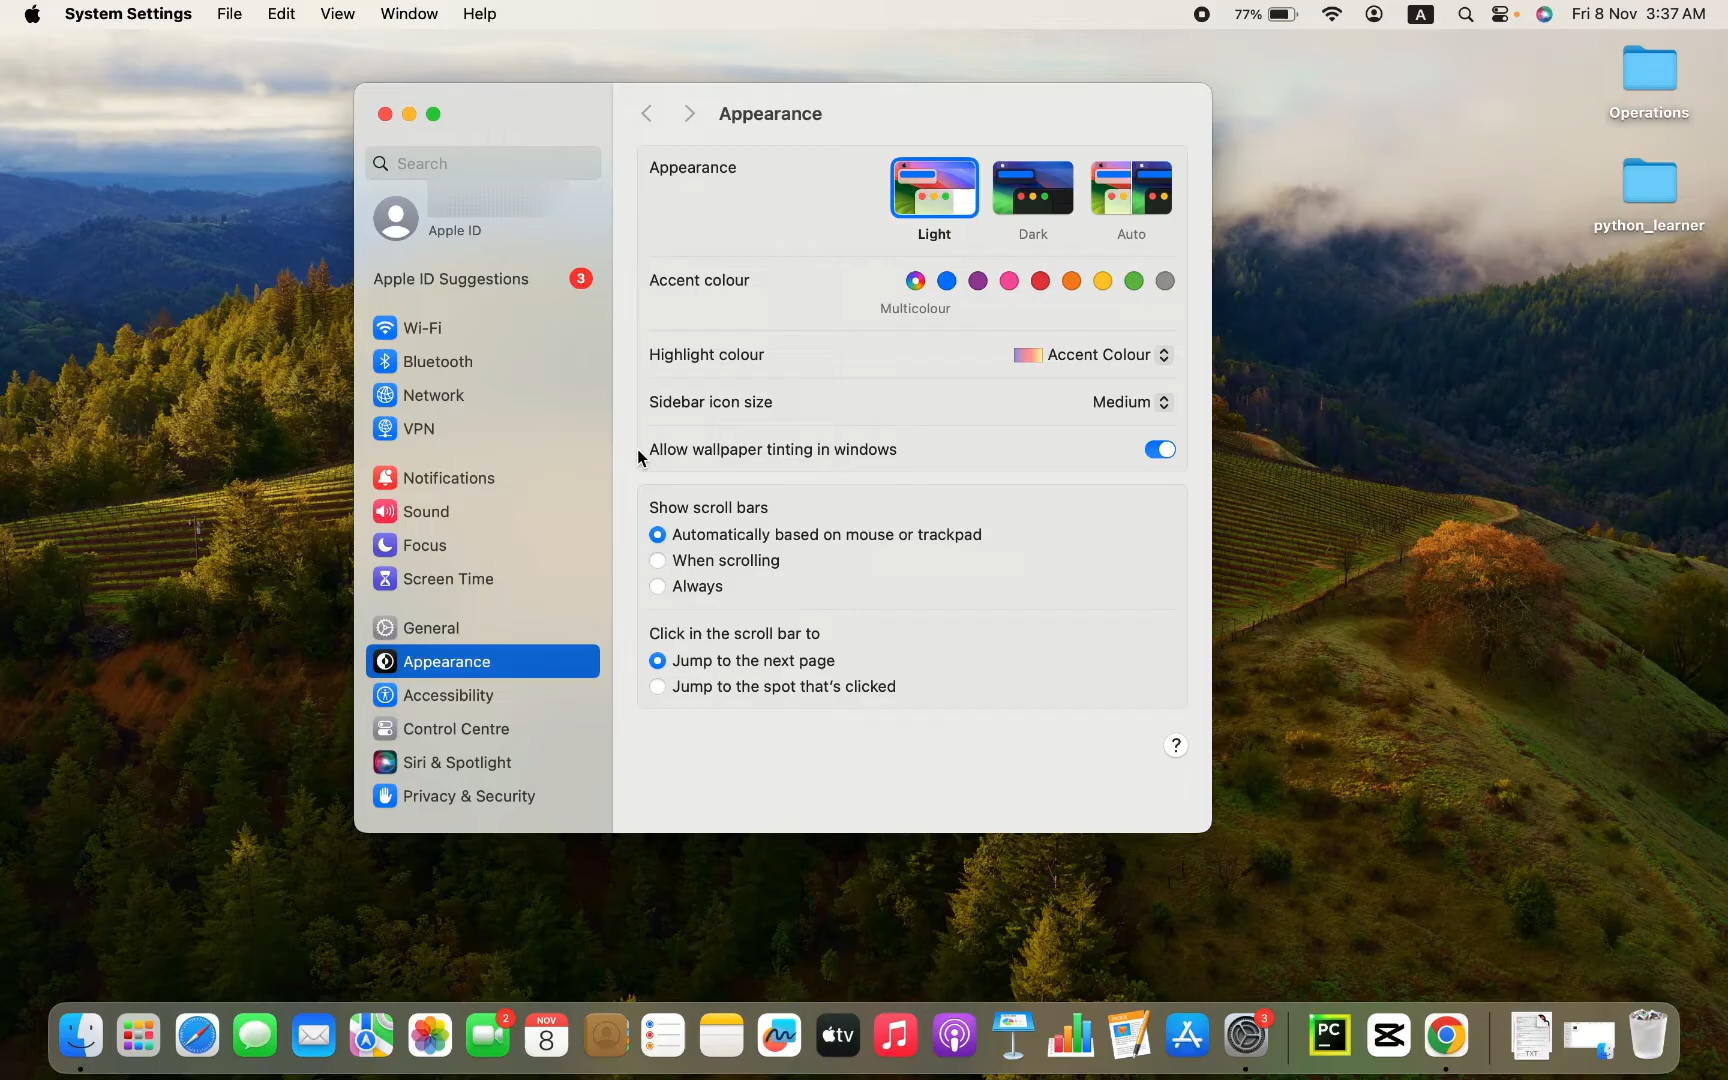 System Settings File Edit View Window Help 77% A Fri 8 Nov 3:37 AM
Operations
python_learner
Search
Apple ID
Apple ID Suggestions 3
Wi-Fi
Bluetooth
Network
VPN
Notifications
Sound
Focus
Screen Time
General
Appearance
Accessibility
Control Centre
Siri & Spotlight
Privacy & Security
Appearance
Appearance
Light Dark Auto
Accent colour
Multicolour
Highlight colour Accent Colour
Sidebar icon size Medium
Allow wallpaper tinting in windows
Show scroll bars
Automatically based on mouse or trackpad
When scrolling
Always
Click in the scroll bar to
Jump to the next page
Jump to the spot that's clicked
?
2 NOV 8 tv 3 PC TXT